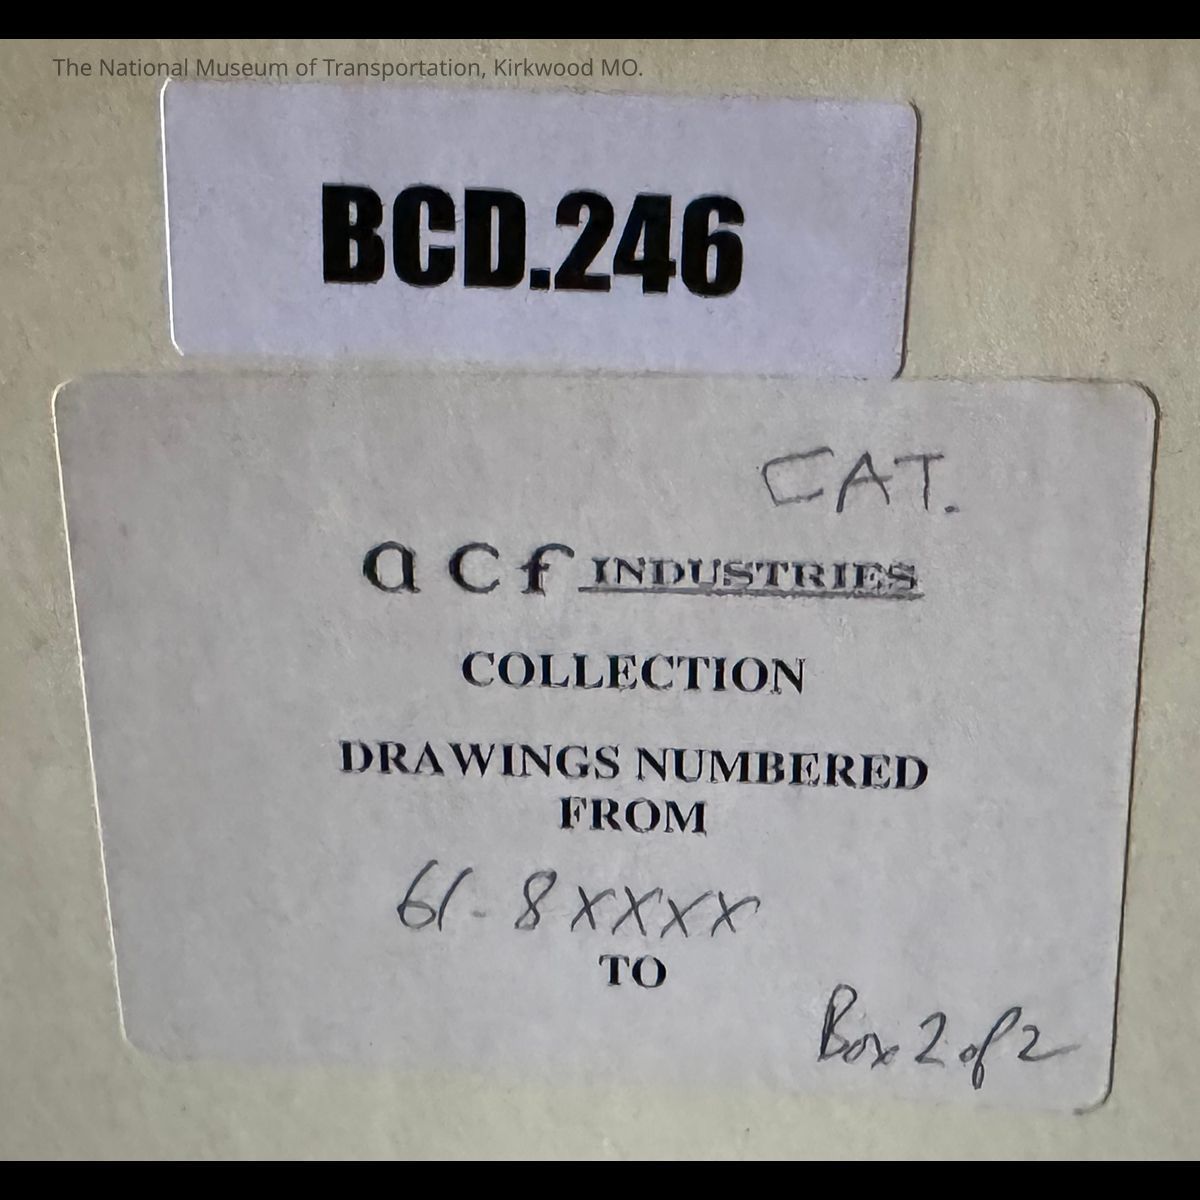 The National Museum of Transportation, Kirkwood MO.
BCD.246
CAT.
acf INDUSTRIES
COLLECTION
DRAWINGS NUMBERED
FROM
61-8XXXX
TO
Box 2 of 2